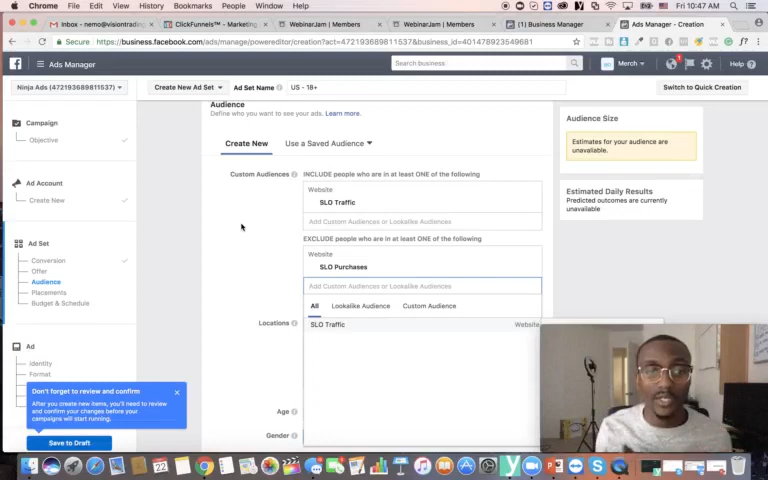 Chrome File Edit View History Bookmarks People Window Help
Fri 10:47 AM
Inbox - nemo@visiontrading
ClickFunnels™ - Marketing
WebinarJam | Members
WebinarJam | Members
(1) Business Manager
Ads Manager - Creation
Secure https://business.facebook.com/ads/manage/powereditor/creation?act=472193689811537&business_id=401478923549681
Ads Manager
Search business
Merch
Help
Ninja Ads (472193689811537)
Create New Ad Set
Ad Set Name
US - 18+
Switch to Quick Creation
Campaign
Objective
Ad Account
Create New
Ad Set
Conversion
Offer
Audience
Placements
Budget & Schedule
Ad
Identity
Format
Don't forget to review and confirm
After you create new items, you'll need to review
and confirm your changes before your
campaigns will start running.
Save to Draft
Audience
Define who you want to see your ads. Learn more.
Create New
Use a Saved Audience
Custom Audiences
INCLUDE people who are in at least ONE of the following
Website
SLO Traffic
Add Custom Audiences or Lookalike Audiences
EXCLUDE people who are in at least ONE of the following
Website
SLO Purchases
Add Custom Audiences or Lookalike Audiences
All
Lookalike Audience
Custom Audience
Locations
SLO Traffic
Website
Age
Gender
Audience Size
Estimates for your audience are
unavailable.
Estimated Daily Results
Predicted outcomes are currently
unavailable